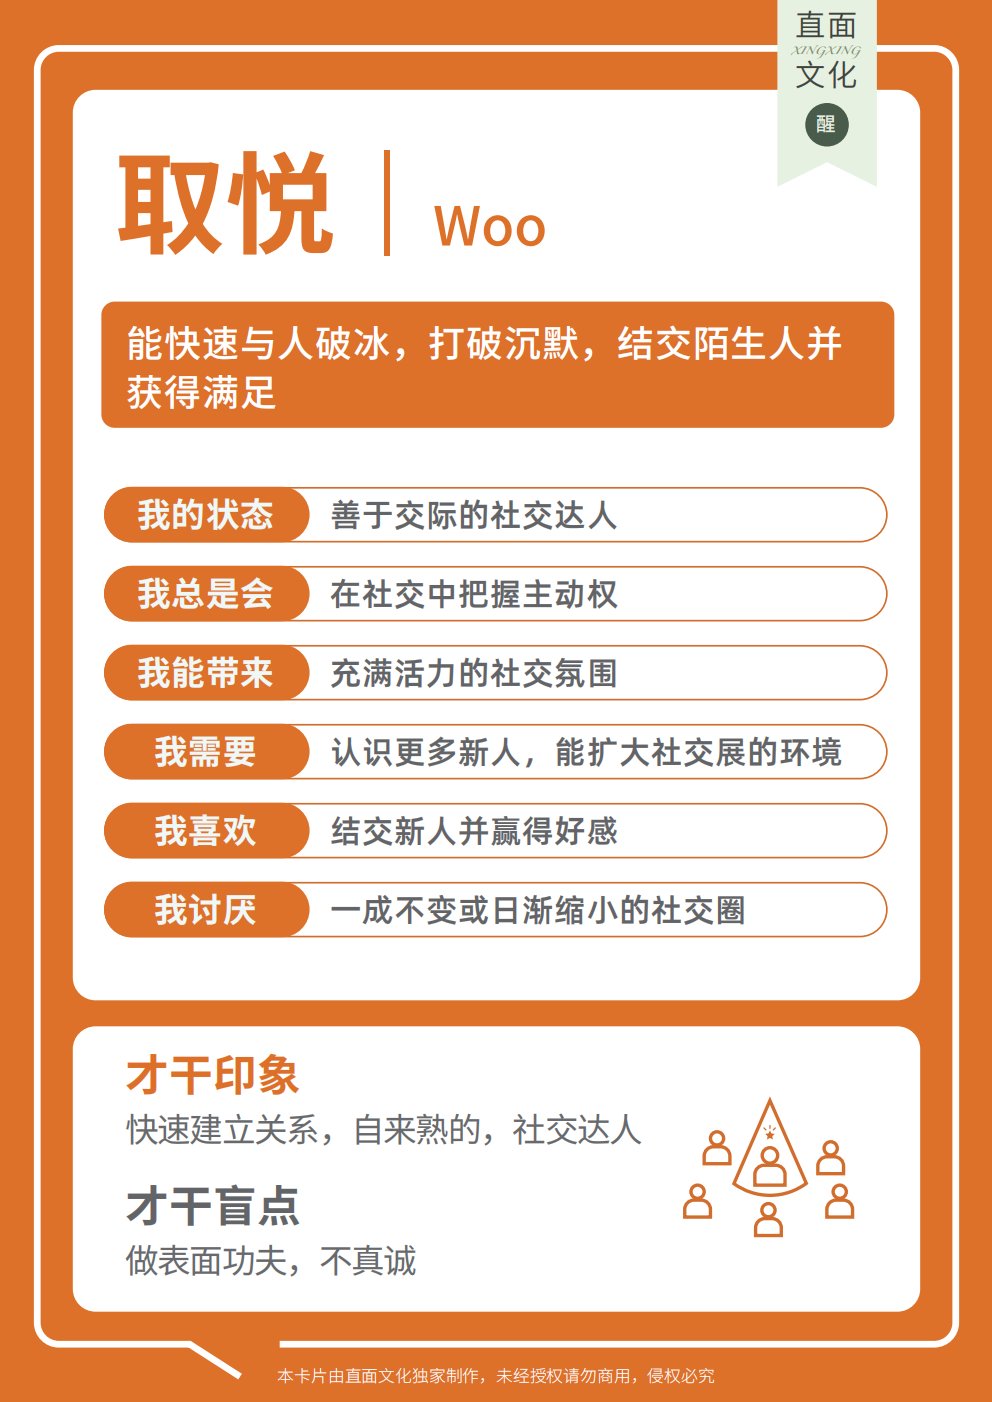 直面
XINGXING
文化
醒
取悦
Woo
能快速与人破冰，打破沉默，结交陌生人并
获得满足
我的状态 善于交际的社交达人
我总是会 在社交中把握主动权
我能带来 充满活力的社交氛围
我需要 认识更多新人，能扩大社交展的环境
我喜欢 结交新人并赢得好感
我讨厌 一成不变或日渐缩小的社交圈
才干印象
快速建立关系，自来熟的，社交达人
才干盲点
做表面功夫，不真诚
本卡片由直面文化独家制作，未经授权请勿商用，侵权必究